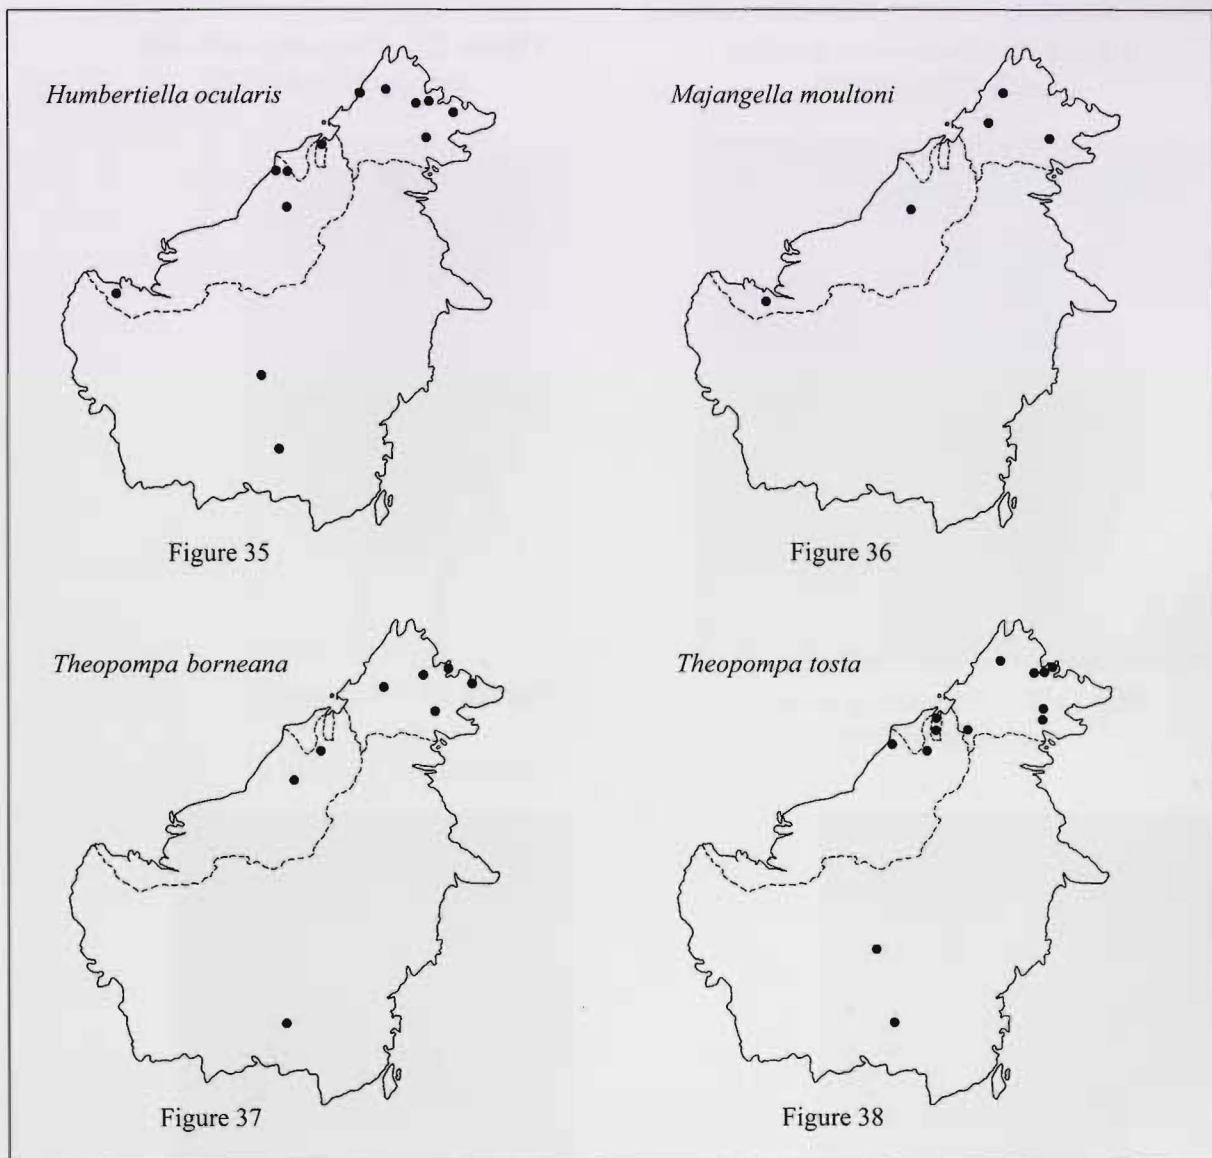 Humbertiella ocularis
Majangella moultoni
Figure 35
Figure 36
Theopompa borneana
Theopompa tosta
Figure 37
Figure 38